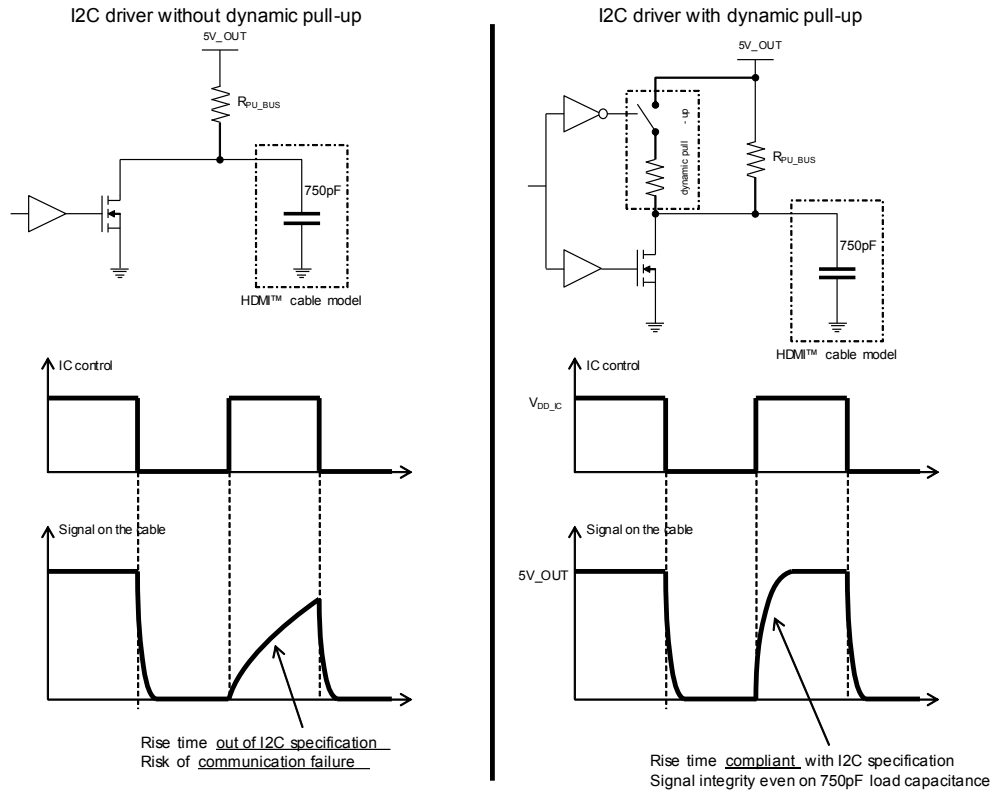 I2C driver without dynamic pull-up
5V_OUT
RPU_BUS
750pF
HDMI™ cable model
IC control
Signal on the cable
Rise time out of I2C specification
Risk of communication failure
I2C driver with dynamic pull-up
5V_OUT
dynamic pull - up
RPU_BUS
750pF
HDMI™ cable model
IC control
VDD_IC
Signal on the cable
5V_OUT
Rise time compliant with I2C specification
Signal integrity even on 750pF load capacitance